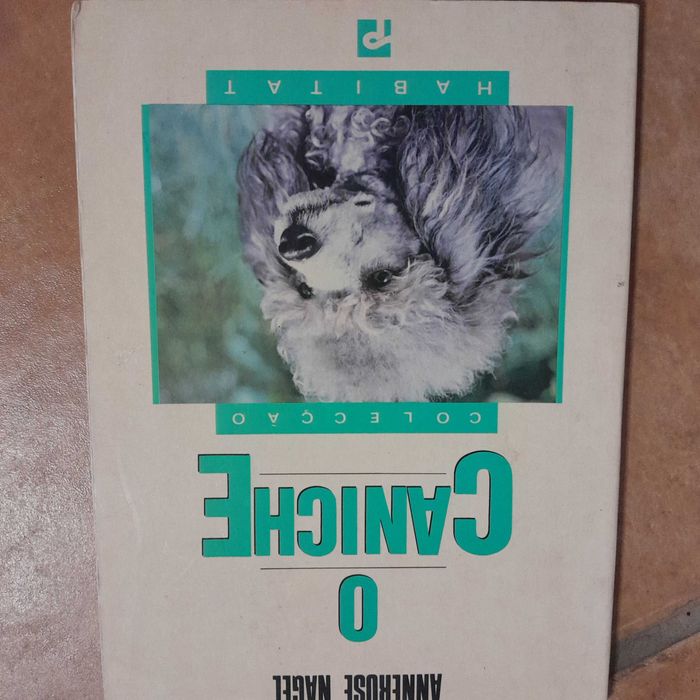 ANNEROSE NAGEL
O
CANICHE
COLECÇÃO
HABITAT